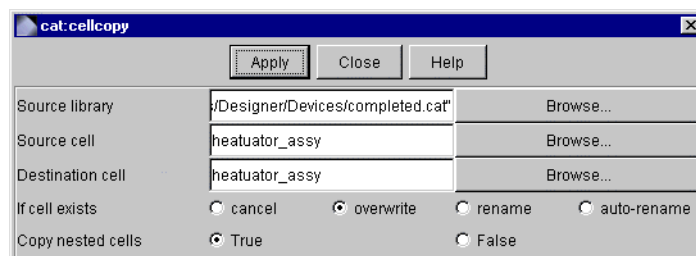 cat:cellcopy
Apply Close Help
Source library :/Designer/Devices/completed.cat" Browse...
Source cell heatuator_assy Browse...
Destination cell heatuator_assy Browse...
If cell exists cancel overwrite rename auto-rename
Copy nested cells True False